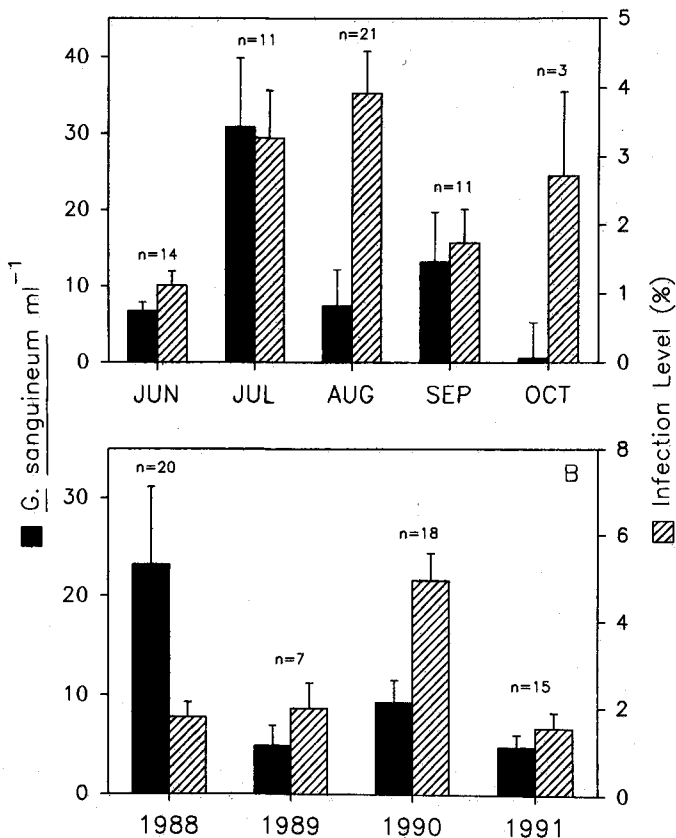 G. sanguineum ml⁻¹
Infection Level (%)
40
30
20
10
0
5
4
3
2
1
0
n=14
n=11
n=21
n=11
n=3
JUN JUL AUG SEP OCT
B
30
20
10
0
8
6
4
2
0
n=20
n=7
n=18
n=15
1988 1989 1990 1991